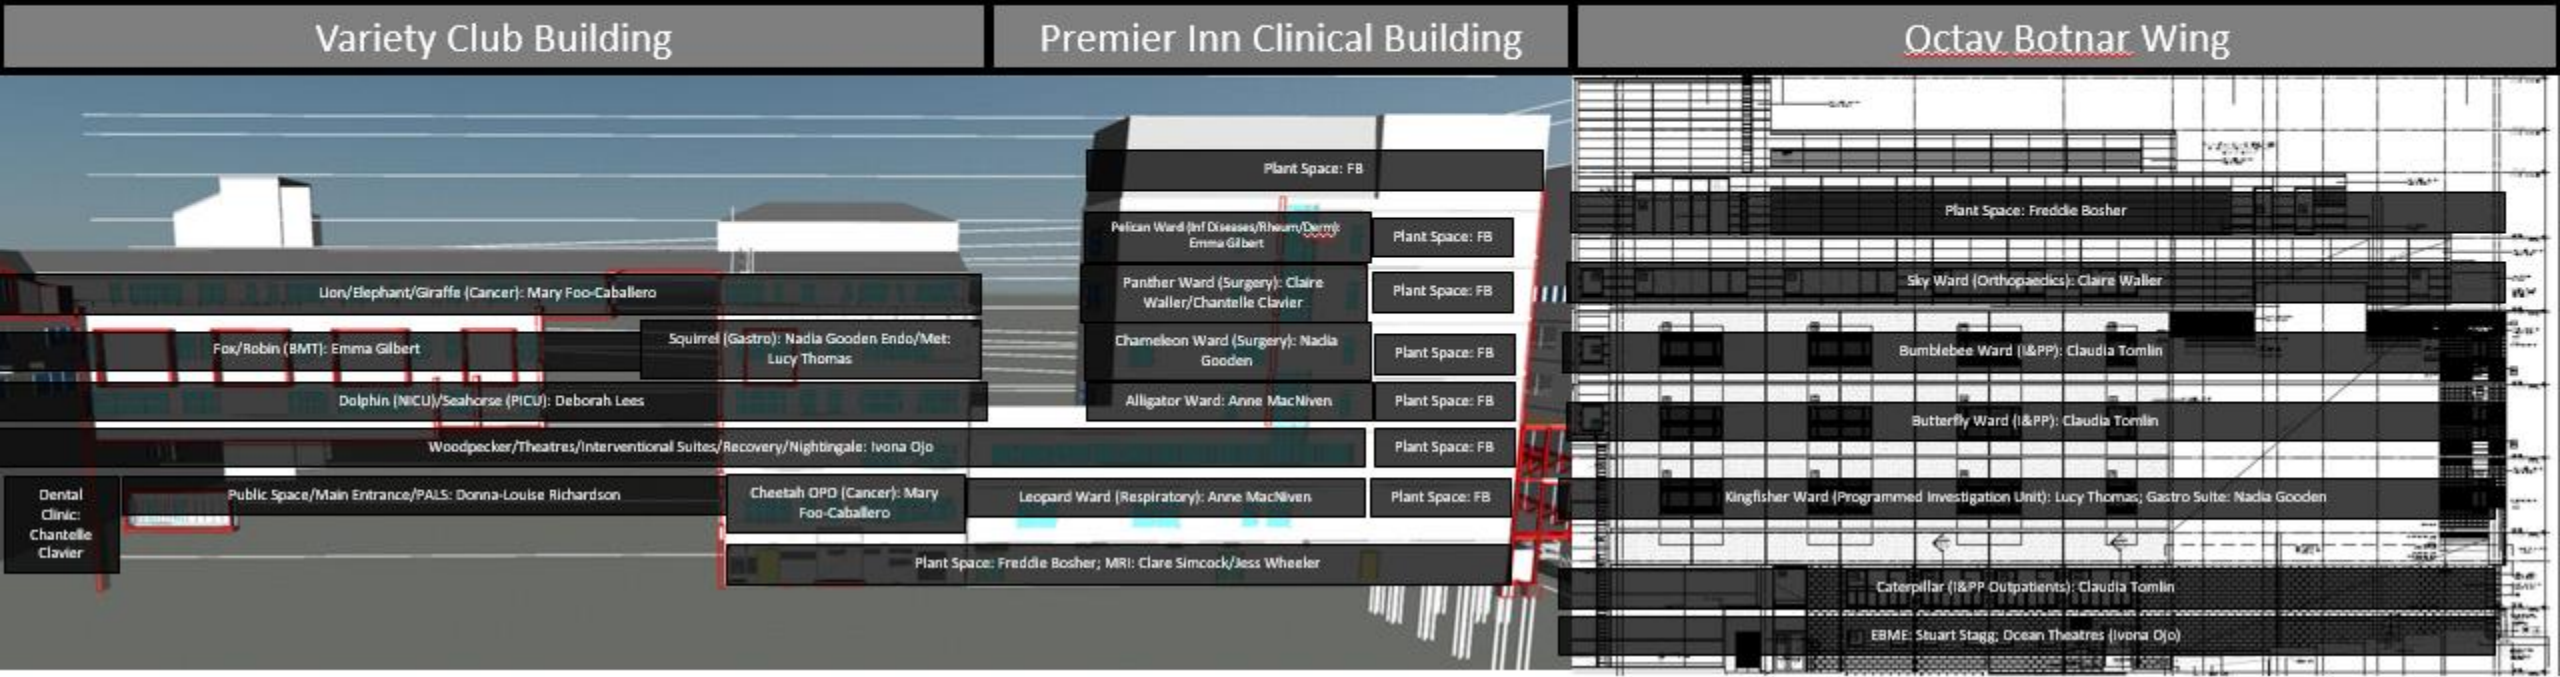 Variety Club Building
Premier Inn Clinical Building
Octav Botnar Wing
Lion/Elephant/Giraffe (Cancer): Mary Foo-Caballero
Fox/Robin (BMT): Emma Gilbert
Squirrel (Gastro): Nadia Gooden Endo/Met:
Lucy Thomas
Dolphin (NICU)/Seahorse (PICU): Deborah Lees
Woodpecker/Theatres/Interventional Suites/Recovery/Nightingale: Ivona Ojo
Dental
Clinic:
Chantelle
Clavier
Public Space/Main Entrance/PALS: Donna-Louise Richardson
Cheetah OPD (Cancer): Mary
Foo-Caballero
Plant Space: FB
Pelican Ward (Inf Diseases/Rheum/Derm):
Emma Gilbert
Plant Space: FB
Panther Ward (Surgery): Claire
Waller/Chantelle Clavier
Plant Space: FB
Chameleon Ward (Surgery): Nadia
Gooden
Plant Space: FB
Alligator Ward: Anne MacNiven
Plant Space: FB
Plant Space: FB
Leopard Ward (Respiratory): Anne MacNiven
Plant Space: FB
Plant Space: Freddie Bosher; MRI: Clare Simcock/Jess Wheeler
Plant Space: Freddie Bosher
Sky Ward (Orthopaedics): Claire Waller
Bumblebee Ward (I&PP): Claudia Tomlin
Butterfly Ward (I&PP): Claudia Tomlin
Kingfisher Ward (Programmed Investigation Unit): Lucy Thomas; Gastro Suite: Nadia Gooden
Caterpillar (I&PP Outpatients): Claudia Tomlin
EBME: Stuart Stagg; Ocean Theatres (Ivona Ojo)